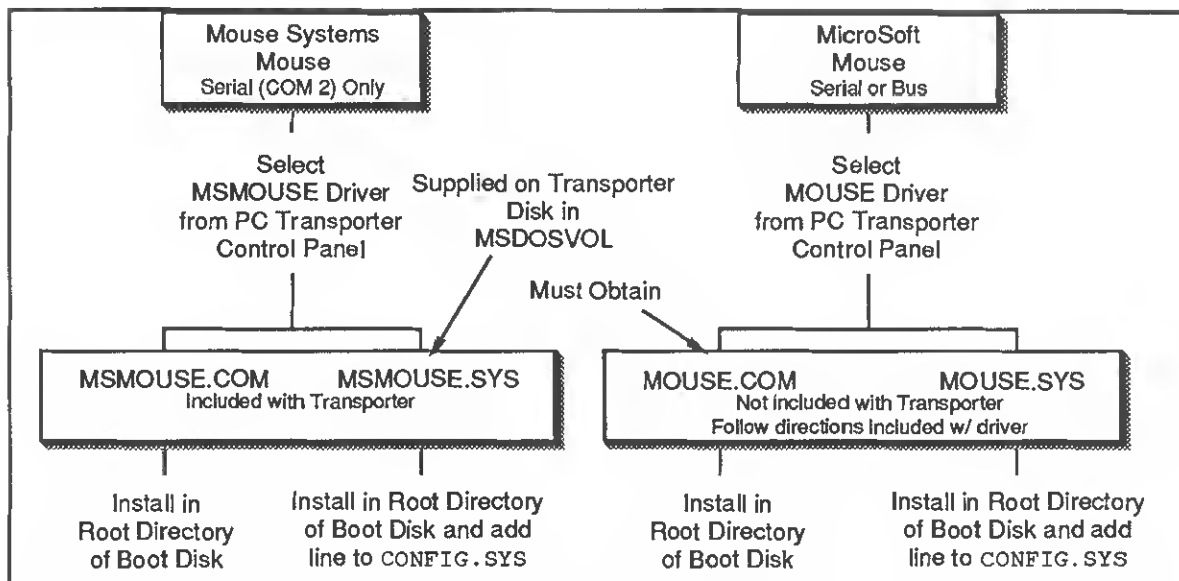 Mouse Systems
Mouse
Serial (COM 2) Only
MicroSoft
Mouse
Serial or Bus
Select
MSMOUSE Driver
from PC Transporter
Control Panel
Supplied on Transporter
Disk in
MSDOSVOL
Select
MOUSE Driver
from PC Transporter
Control Panel
Must Obtain
MSMOUSE.COM MSMOUSE.SYS
Included with Transporter
MOUSE.COM MOUSE.SYS
Not included with Transporter
Follow directions included w/ driver
Install in
Root Directory
of Boot Disk
Install in Root Directory
of Boot Disk and add
line to CONFIG.SYS
Install in
Root Directory
of Boot Disk
Install in Root Directory
of Boot Disk and add
line to CONFIG.SYS